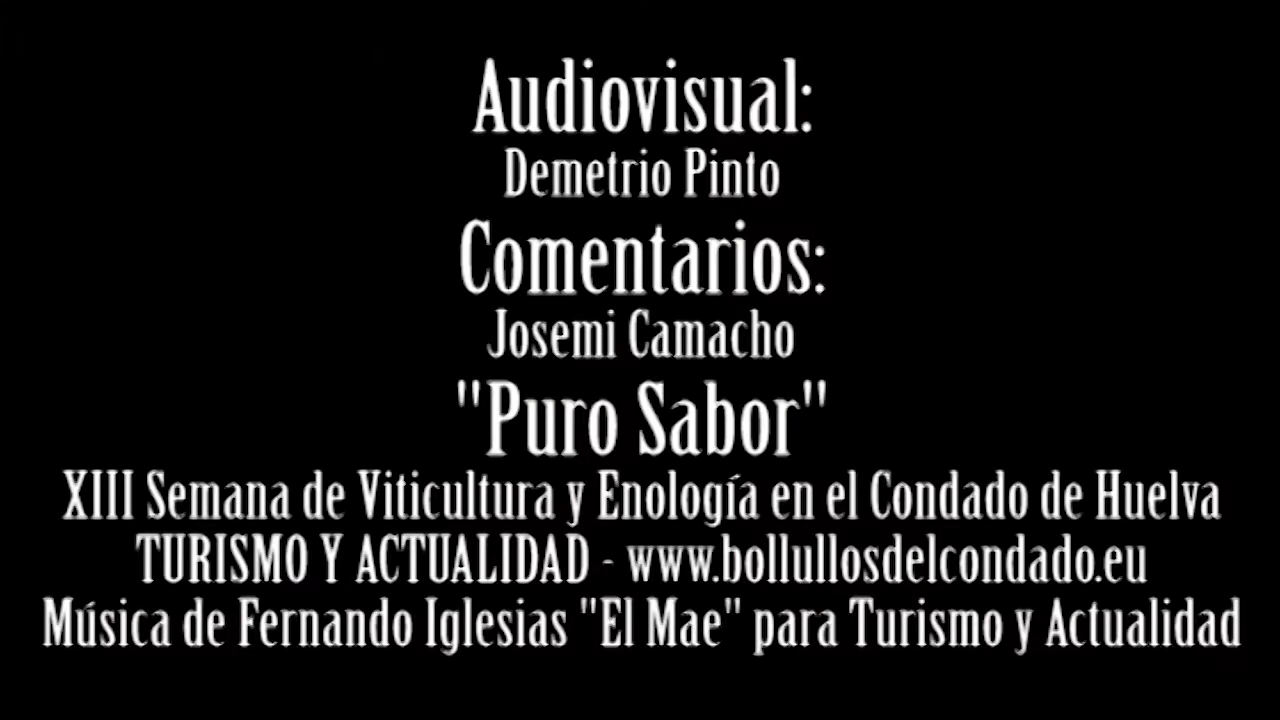 Audiovisual:
Demetrio Pinto
Comentarios:
Josemi Camacho
"Puro Sabor"
XIII Semana de Viticultura y Enología en el Condado de Huelva
TURISMO Y ACTUALIDAD - www.bollullosdelcondado.eu
Música de Fernando Iglesias "El Mae" para Turismo y Actualidad